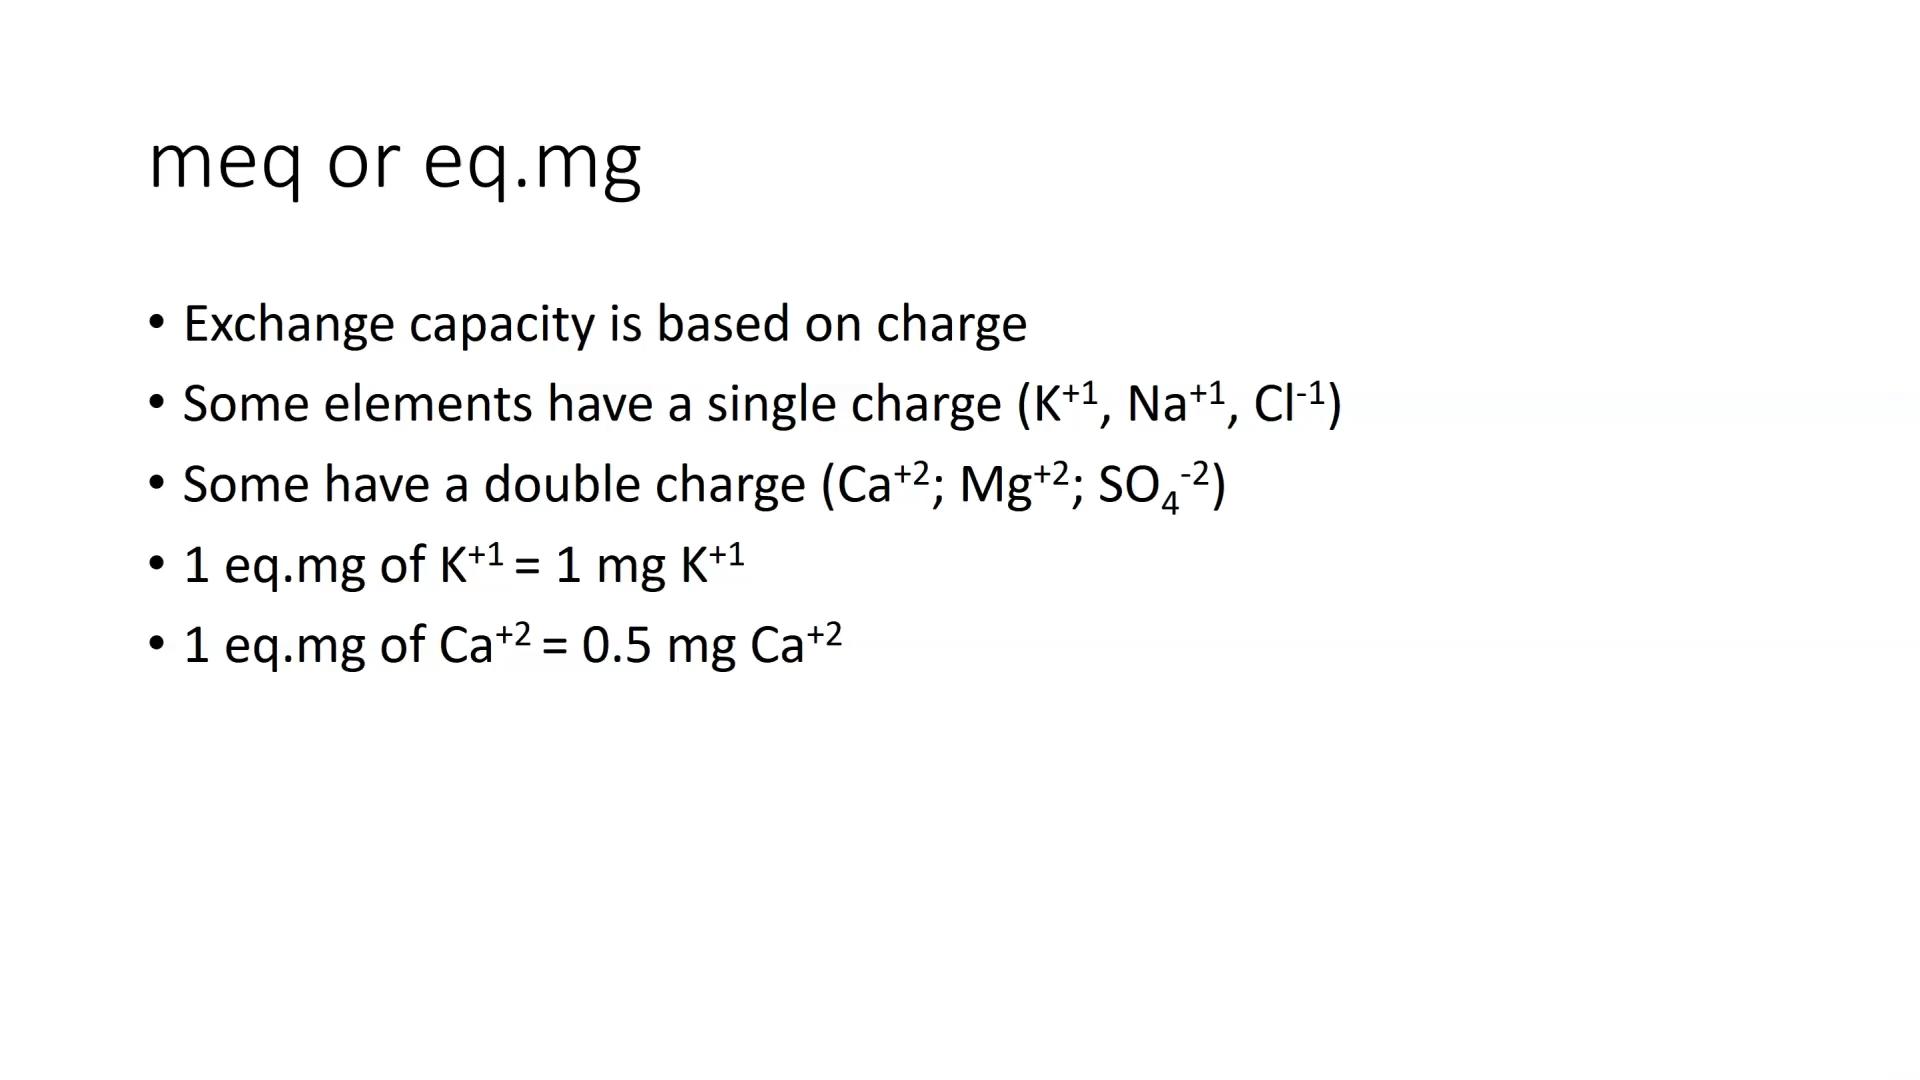 meq or eq.mg
• Exchange capacity is based on charge
• Some elements have a single charge (K⁺¹, Na⁺¹, Cl⁻¹)
• Some have a double charge (Ca⁺²; Mg⁺²; SO₄⁻²)
• 1 eq.mg of K⁺¹ = 1 mg K⁺¹
• 1 eq.mg of Ca⁺² = 0.5 mg Ca⁺²